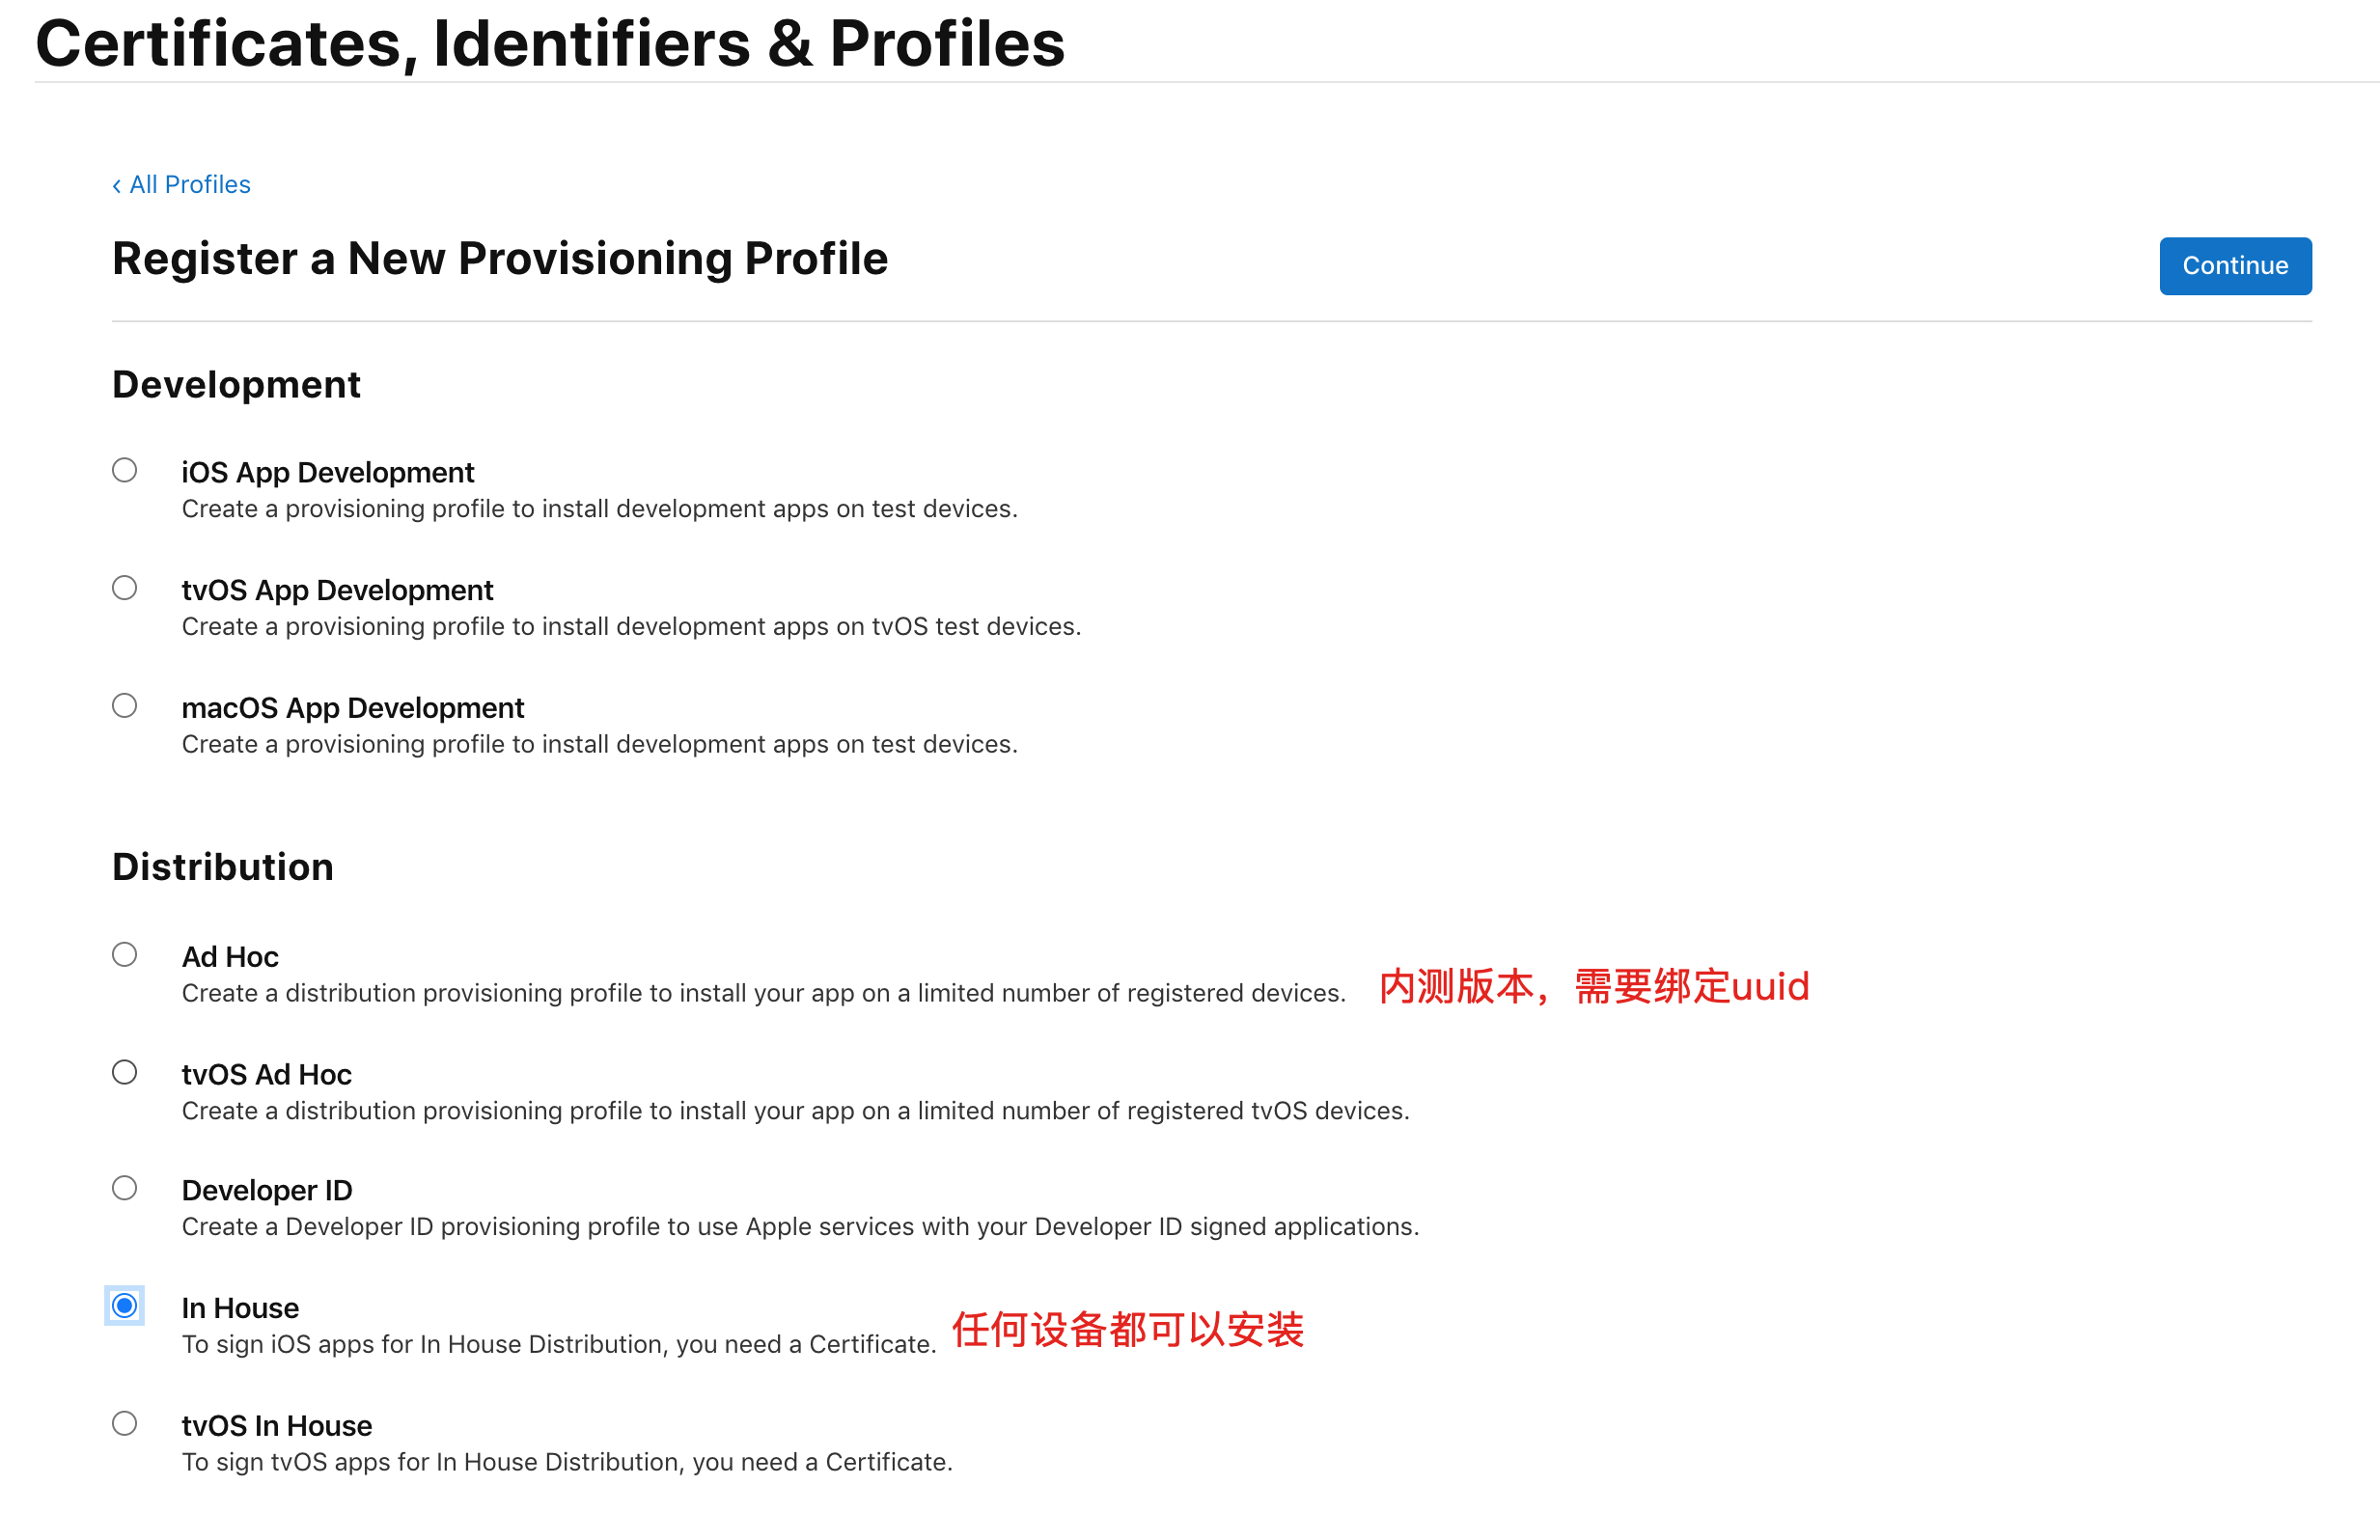 Certificates, Identifiers & Profiles
‹ All Profiles
Register a New Provisioning Profile
Continue
Development
iOS App Development
Create a provisioning profile to install development apps on test devices.
tvOS App Development
Create a provisioning profile to install development apps on tvOS test devices.
macOS App Development
Create a provisioning profile to install development apps on test devices.
Distribution
Ad Hoc
Create a distribution provisioning profile to install your app on a limited number of registered devices. 内测版本，需要绑定uuid
tvOS Ad Hoc
Create a distribution provisioning profile to install your app on a limited number of registered tvOS devices.
Developer ID
Create a Developer ID provisioning profile to use Apple services with your Developer ID signed applications.
In House
To sign iOS apps for In House Distribution, you need a Certificate. 任何设备都可以安装
tvOS In House
To sign tvOS apps for In House Distribution, you need a Certificate.